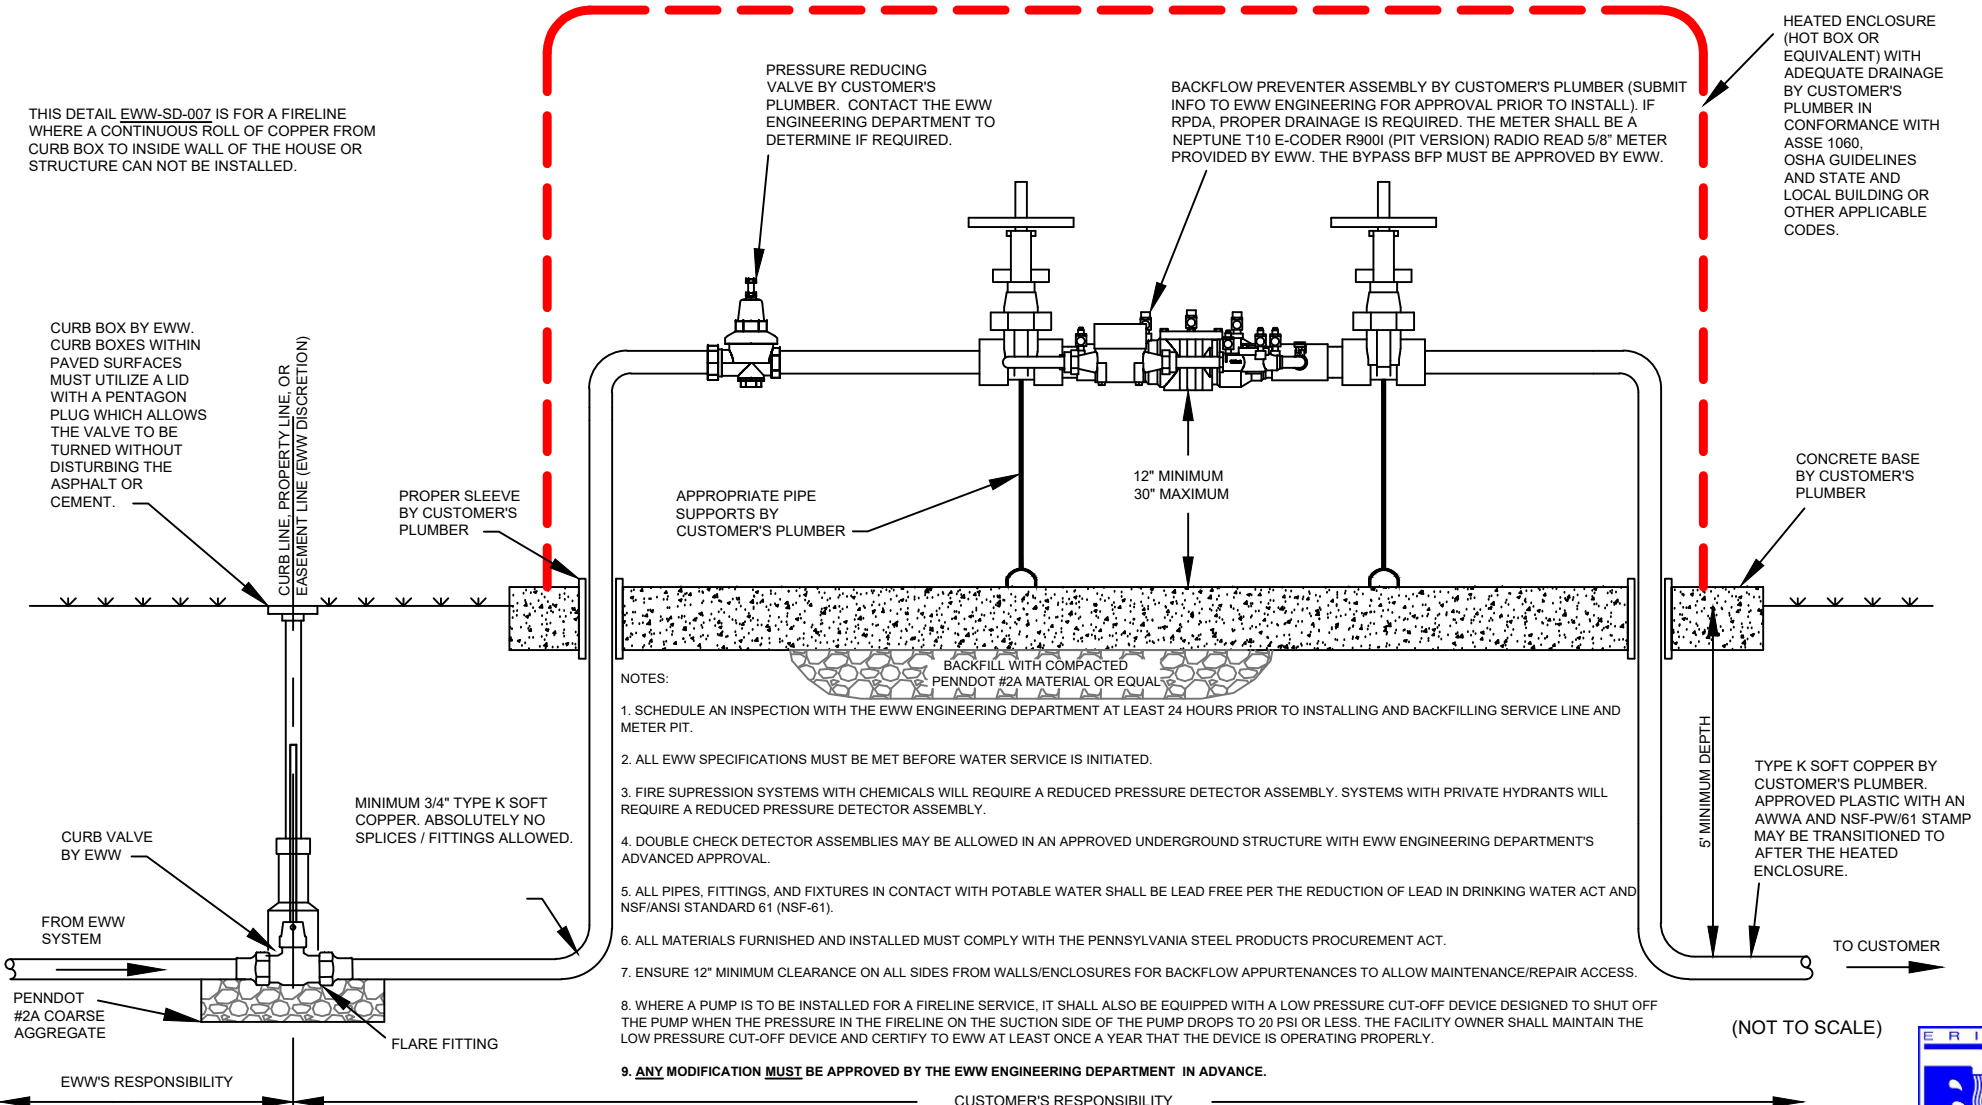 THIS DETAIL EWW-SD-007 IS FOR A FIRELINE
WHERE A CONTINUOUS ROLL OF COPPER FROM
CURB BOX TO INSIDE WALL OF THE HOUSE OR
STRUCTURE CAN NOT BE INSTALLED.
PRESSURE REDUCING
VALVE BY CUSTOMER'S
PLUMBER. CONTACT THE EWW
ENGINEERING DEPARTMENT TO
DETERMINE IF REQUIRED.
BACKFLOW PREVENTER ASSEMBLY BY CUSTOMER'S PLUMBER (SUBMIT
INFO TO EWW ENGINEERING FOR APPROVAL PRIOR TO INSTALL). IF
RPDA, PROPER DRAINAGE IS REQUIRED. THE METER SHALL BE A
NEPTUNE T10 E-CODER R900I (PIT VERSION) RADIO READ 5/8" METER
PROVIDED BY EWW. THE BYPASS BFP MUST BE APPROVED BY EWW.
HEATED ENCLOSURE
(HOT BOX OR
EQUIVALENT) WITH
ADEQUATE DRAINAGE
BY CUSTOMER'S
PLUMBER IN
CONFORMANCE WITH
ASSE 1060,
OSHA GUIDELINES
AND STATE AND
LOCAL BUILDING OR
OTHER APPLICABLE
CODES.
CURB BOX BY EWW.
CURB BOXES WITHIN
PAVED SURFACES
MUST UTILIZE A LID
WITH A PENTAGON
PLUG WHICH ALLOWS
THE VALVE TO BE
TURNED WITHOUT
DISTURBING THE
ASPHALT OR
CEMENT.
CURB LINE, PROPERTY LINE, OR
EASEMENT LINE (EWW DISCRETION)
PROPER SLEEVE
BY CUSTOMER'S
PLUMBER
APPROPRIATE PIPE
SUPPORTS BY
CUSTOMER'S PLUMBER
12" MINIMUM
30" MAXIMUM
CONCRETE BASE
BY CUSTOMER'S
PLUMBER
BACKFILL WITH COMPACTED
PENNDOT #2A MATERIAL OR EQUAL
NOTES:
1. SCHEDULE AN INSPECTION WITH THE EWW ENGINEERING DEPARTMENT AT LEAST 24 HOURS PRIOR TO INSTALLING AND BACKFILLING SERVICE LINE AND
METER PIT.
2. ALL EWW SPECIFICATIONS MUST BE MET BEFORE WATER SERVICE IS INITIATED.
3. FIRE SUPRESSION SYSTEMS WITH CHEMICALS WILL REQUIRE A REDUCED PRESSURE DETECTOR ASSEMBLY. SYSTEMS WITH PRIVATE HYDRANTS WILL
REQUIRE A REDUCED PRESSURE DETECTOR ASSEMBLY.
4. DOUBLE CHECK DETECTOR ASSEMBLIES MAY BE ALLOWED IN AN APPROVED UNDERGROUND STRUCTURE WITH EWW ENGINEERING DEPARTMENT'S
ADVANCED APPROVAL.
5. ALL PIPES, FITTINGS, AND FIXTURES IN CONTACT WITH POTABLE WATER SHALL BE LEAD FREE PER THE REDUCTION OF LEAD IN DRINKING WATER ACT AND
NSF/ANSI STANDARD 61 (NSF-61).
6. ALL MATERIALS FURNISHED AND INSTALLED MUST COMPLY WITH THE PENNSYLVANIA STEEL PRODUCTS PROCUREMENT ACT.
7. ENSURE 12" MINIMUM CLEARANCE ON ALL SIDES FROM WALLS/ENCLOSURES FOR BACKFLOW APPURTENANCES TO ALLOW MAINTENANCE/REPAIR ACCESS.
8. WHERE A PUMP IS TO BE INSTALLED FOR A FIRELINE SERVICE, IT SHALL ALSO BE EQUIPPED WITH A LOW PRESSURE CUT-OFF DEVICE DESIGNED TO SHUT OFF
THE PUMP WHEN THE PRESSURE IN THE FIRELINE ON THE SUCTION SIDE OF THE PUMP DROPS TO 20 PSI OR LESS. THE FACILITY OWNER SHALL MAINTAIN THE
LOW PRESSURE CUT-OFF DEVICE AND CERTIFY TO EWW AT LEAST ONCE A YEAR THAT THE DEVICE IS OPERATING PROPERLY.
9. ANY MODIFICATION MUST BE APPROVED BY THE EWW ENGINEERING DEPARTMENT IN ADVANCE.
MINIMUM 3/4" TYPE K SOFT
COPPER. ABSOLUTELY NO
SPLICES / FITTINGS ALLOWED.
CURB VALVE
BY EWW
FROM EWW
SYSTEM
PENNDOT
#2A COARSE
AGGREGATE
FLARE FITTING
5' MINIMUM DEPTH
TYPE K SOFT COPPER BY
CUSTOMER'S PLUMBER.
APPROVED PLASTIC WITH AN
AWWA AND NSF-PW/61 STAMP
MAY BE TRANSITIONED TO
AFTER THE HEATED
ENCLOSURE.
TO CUSTOMER
(NOT TO SCALE)
E R I
EWW'S RESPONSIBILITY
CUSTOMER'S RESPONSIBILITY